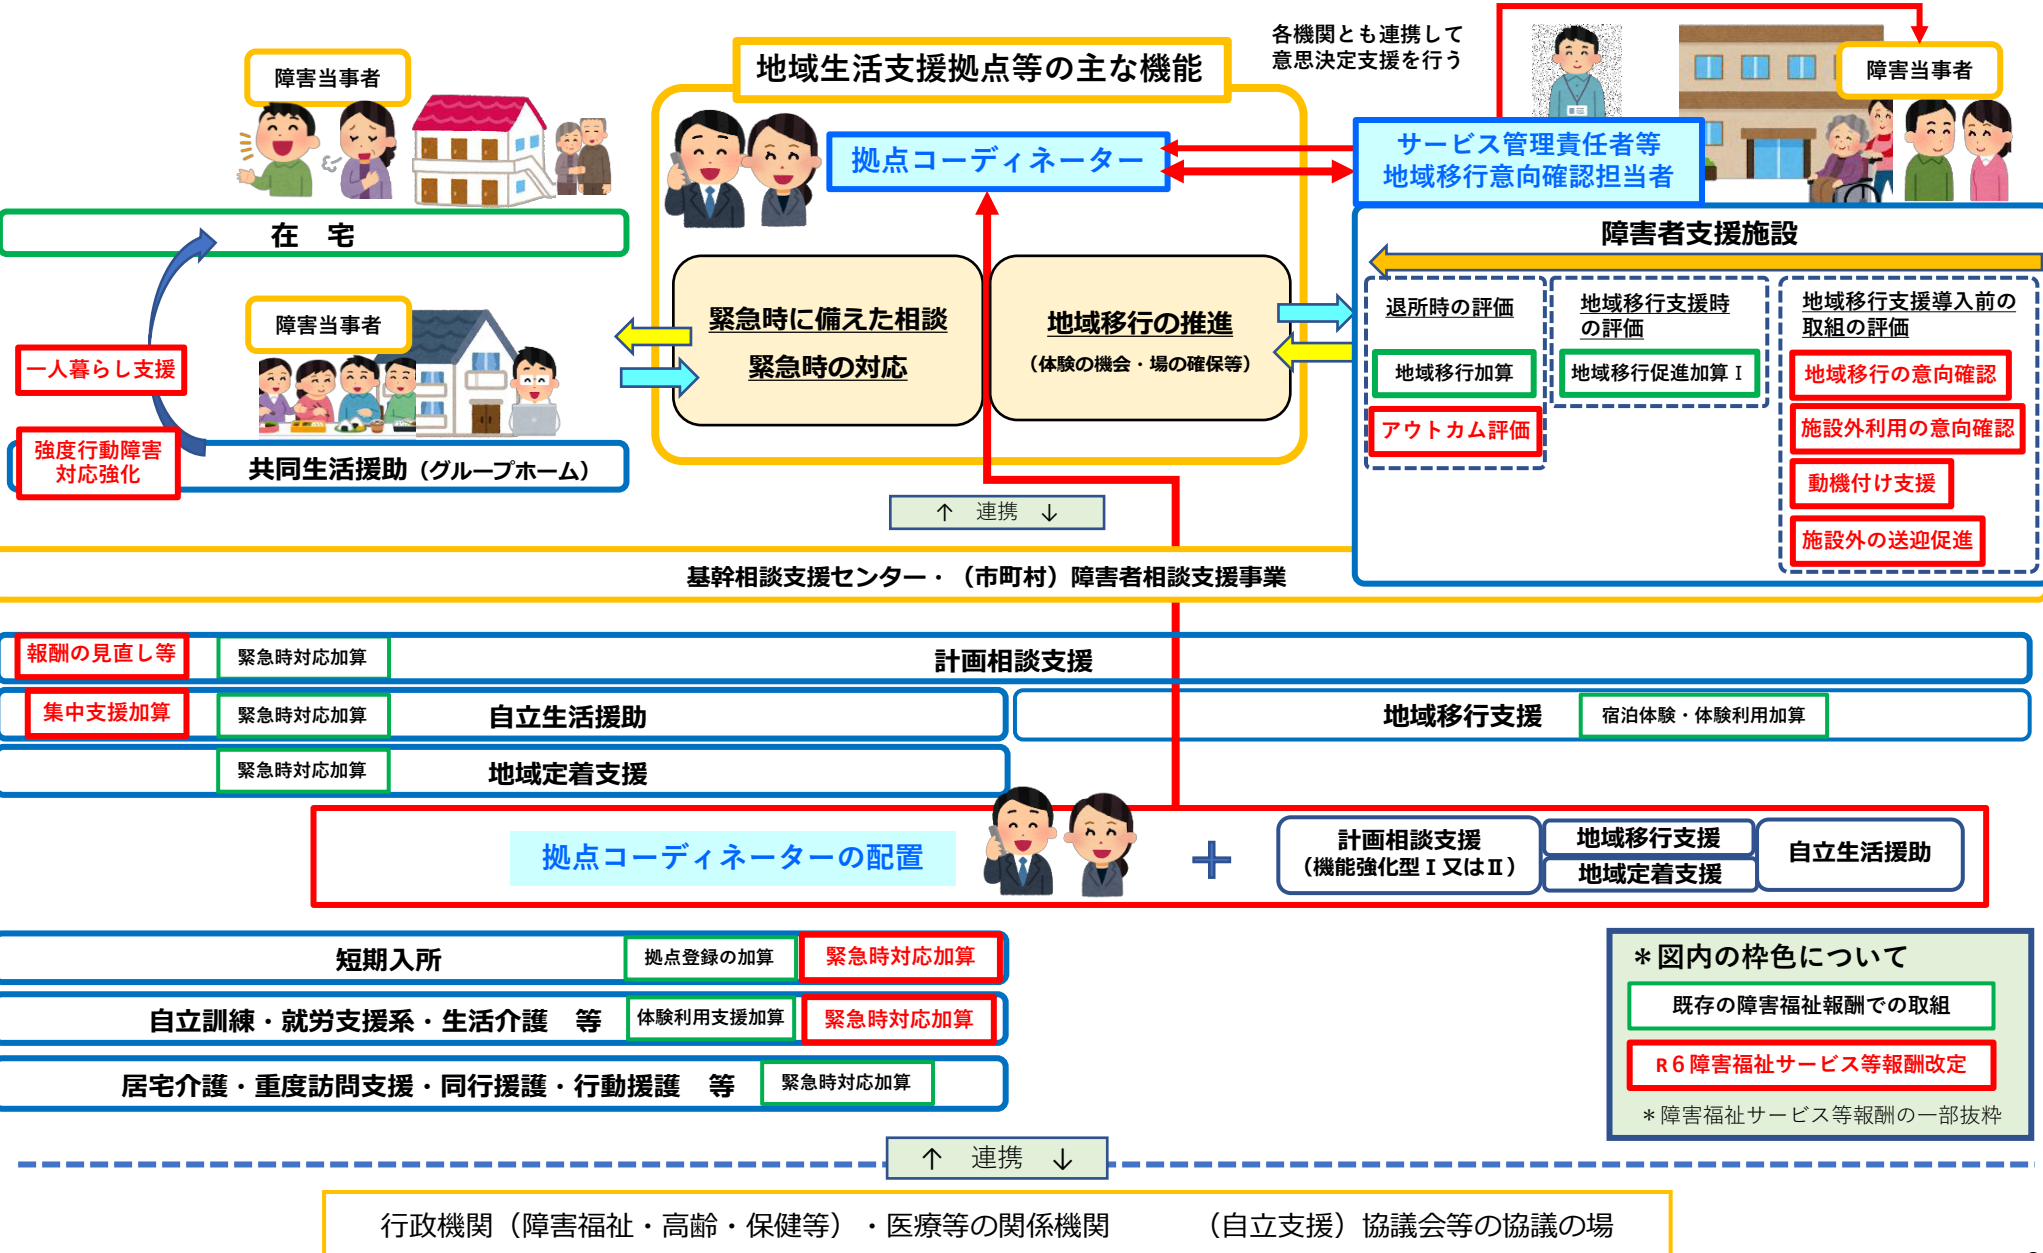 地域生活支援拠点等の主な機能
各機関とも連携して
意思決定支援を行う
障害当事者
障害当事者
拠点コーディネーター
サービス管理責任者等
地域移行意向確認担当者
在　宅
障害者支援施設
障害当事者
一人暮らし支援
強度行動障害
対応強化
共同生活援助（グループホーム）
緊急時に備えた相談
緊急時の対応
地域移行の推進
（体験の機会・場の確保等）
退所時の評価
地域移行加算
アウトカム評価
地域移行支援時
の評価
地域移行促進加算Ⅰ
地域移行支援導入前の
取組の評価
地域移行の意向確認
施設外利用の意向確認
動機付け支援
施設外の送迎促進
↑　連携　↓
基幹相談支援センター・（市町村）障害者相談支援事業
報酬の見直し等
緊急時対応加算
計画相談支援
集中支援加算
緊急時対応加算
自立生活援助
地域移行支援
宿泊体験・体験利用加算
緊急時対応加算
地域定着支援
拠点コーディネーターの配置
＋
計画相談支援
（機能強化型Ⅰ又はⅡ）
地域移行支援
地域定着支援
自立生活援助
短期入所
拠点登録の加算
緊急時対応加算
自立訓練・就労支援系・生活介護　等
体験利用支援加算
緊急時対応加算
居宅介護・重度訪問支援・同行援護・行動援護　等
緊急時対応加算
＊図内の枠色について
既存の障害福祉報酬での取組
R６障害福祉サービス等報酬改定
＊障害福祉サービス等報酬の一部抜粋
↑　連携　↓
行政機関（障害福祉・高齢・保健等）・医療等の関係機関　　　（自立支援）協議会等の協議の場